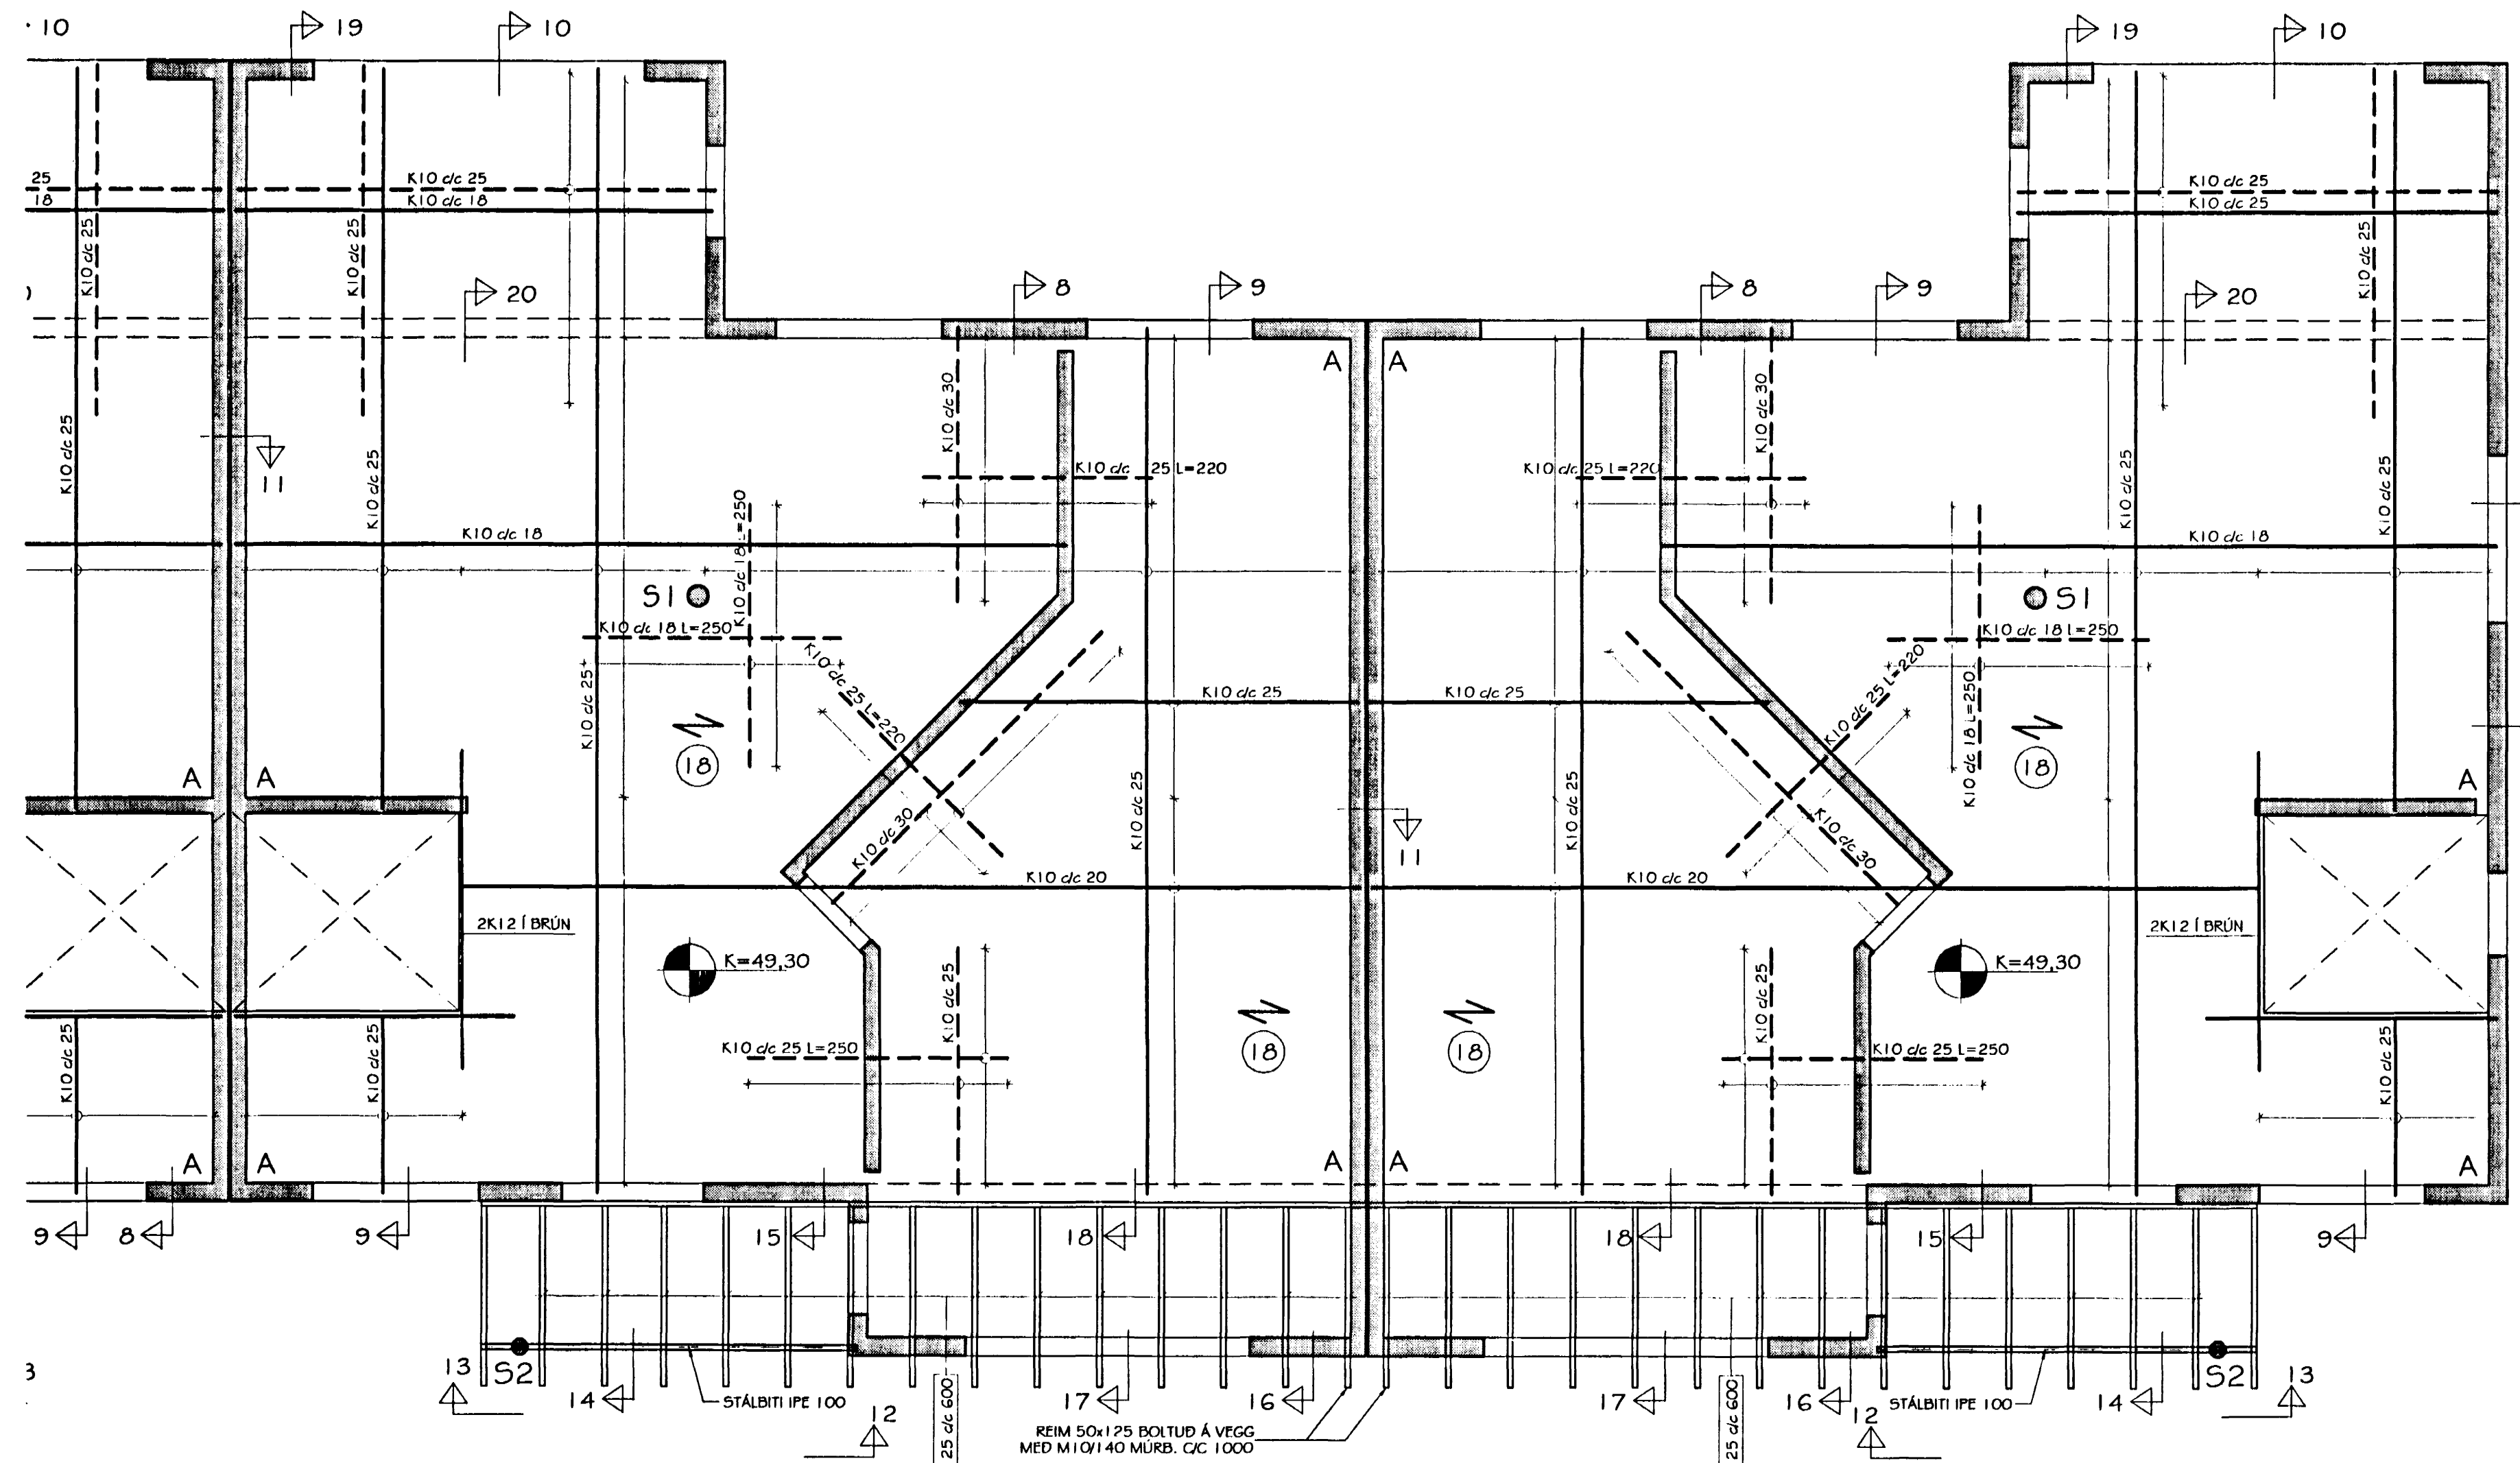 10
19
10
19
10
25
18
K10 c/c 25
K10 c/c 18
K10 c/c 25
K10 c/c 25
K10 c/c 25
K10 c/c 25
K10 c/c 25
20
8
9
8
9
20
K10 c/c 25
K10 c/c 25
K10 c/c 30
K10 c/c 30
K10 c/c 25
K10 c/c 25
A
A
11
K10 c/c 25 L=220
K10 c/c 25 L=220
K10 c/c 18
K10 c/c 18
K10 c/c 18 L=250
S1
K10 c/c 18 L=250
S1
K10 c/c 18 L=250
K10 c/c 25 L=220
K10 c/c 25 L=220
K10 c/c 18 L=250
K10 c/c 25
K10 c/c 25
K10 c/c 25
18
18
A
A
A
K10 c/c 25
K10 c/c 25
K10 c/c 30
K10 c/c 30
11
K10 c/c 20
K10 c/c 20
2K12 Í BRÚN
2K12 Í BRÚN
K=49,30
K=49,30
K10 c/c 25
K10 c/c 25
K10 c/c 25
K10 c/c 25
K10 c/c 25
18
18
K10 c/c 25 L=250
K10 c/c 25 L=250
A
A
A
A
A
9
8
9
15
18
18
15
9
13
S2
14
STÁLBITI IPE 100
12
17
16
17
16
12
STÁLBITI IPE 100
14
S2
13
25 c/c 600
25 c/c 600
REIM 50x125 BOLTUÐ Á VEGG
MEÐ M10/140 MÚRB. C/C 1000